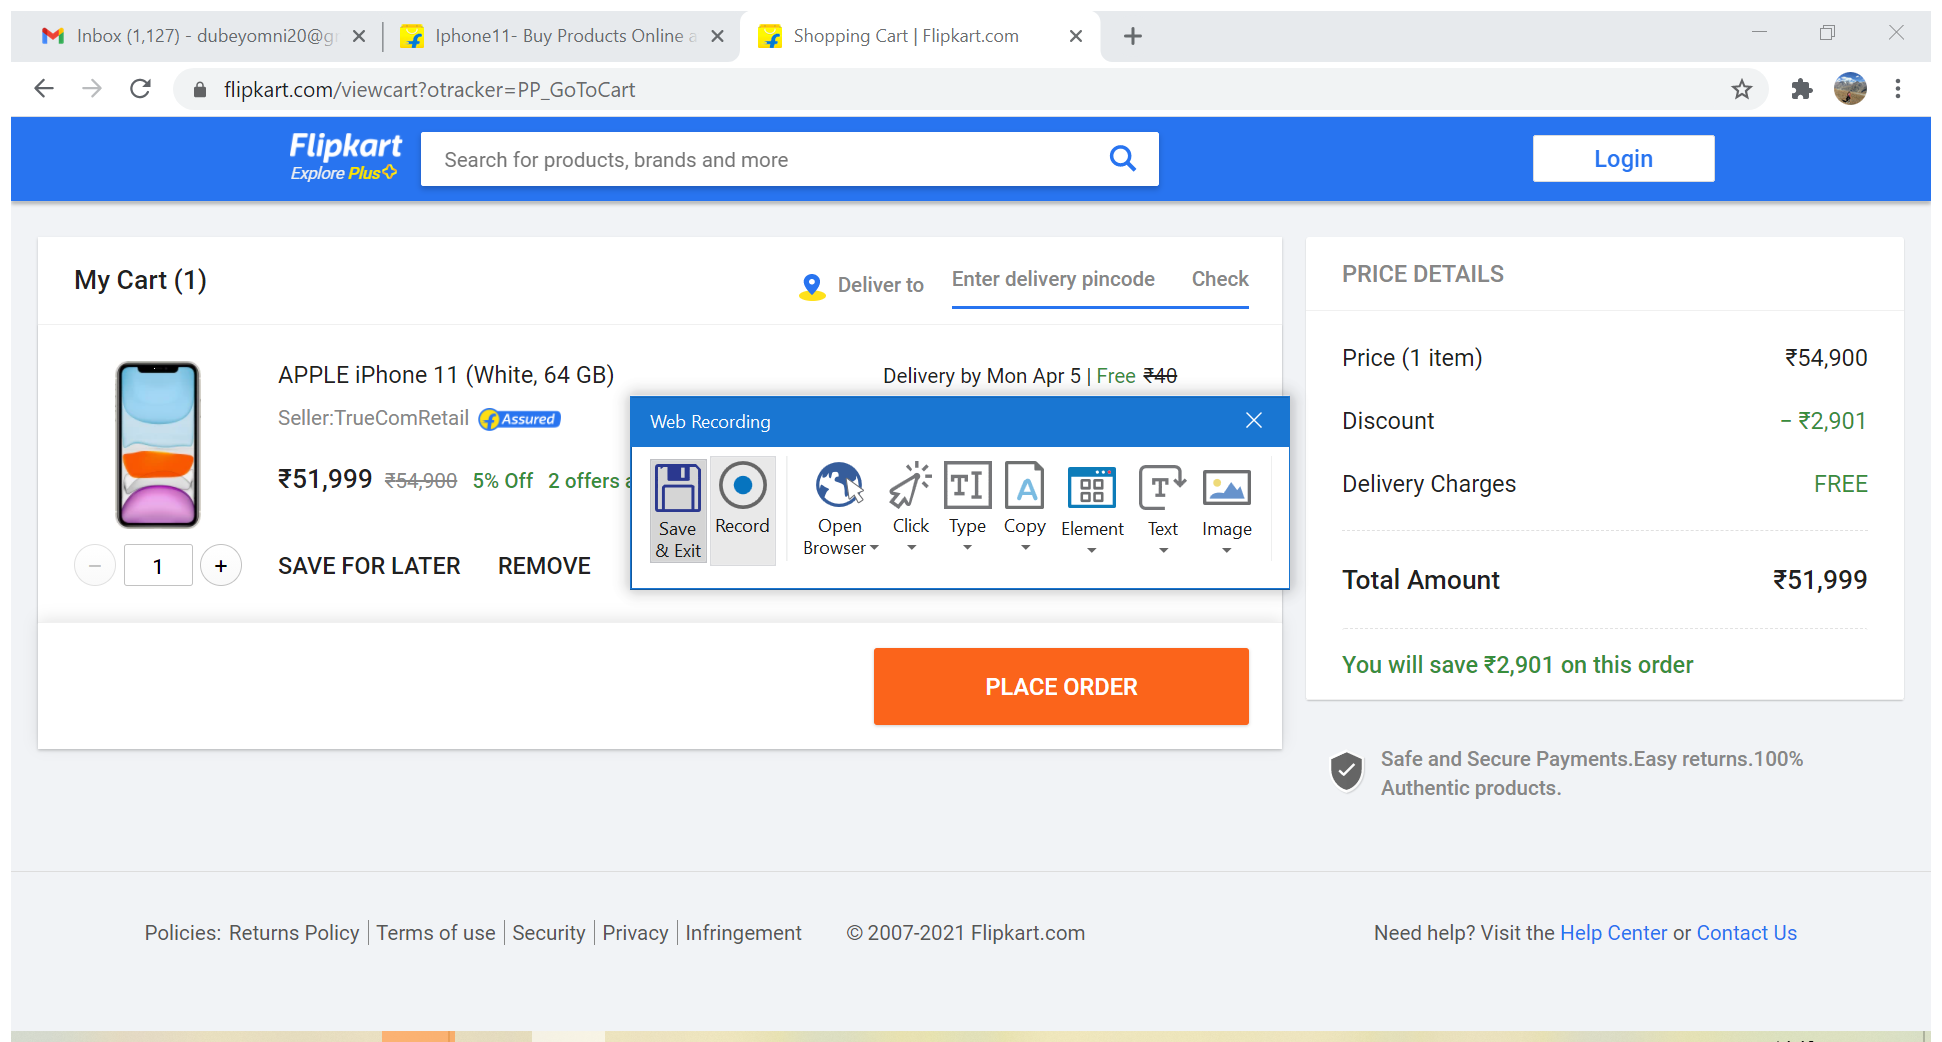 Inbox (1,127) - dubeyomni20@gr
Iphone11- Buy Products Online a
Shopping Cart | Flipkart.com
flipkart.com/viewcart?otracker=PP_GoToCart
Flipkart
Explore Plus
Search for products, brands and more
Login
My Cart (1)
Deliver to
Enter delivery pincode
Check
APPLE iPhone 11 (White, 64 GB)
Delivery by Mon Apr 5 | Free ₹40
Seller:TrueComRetail
Assured
₹51,999 ₹54,900 5% Off 2 offers a
1
SAVE FOR LATER
REMOVE
Web Recording
Save & Exit
Record
Open Browser
Click
Type
Copy
Element
Text
Image
PLACE ORDER
PRICE DETAILS
Price (1 item) ₹54,900
Discount − ₹2,901
Delivery Charges FREE
Total Amount ₹51,999
You will save ₹2,901 on this order
Safe and Secure Payments.Easy returns.100%
Authentic products.
Policies: Returns Policy | Terms of use | Security | Privacy | Infringement
© 2007-2021 Flipkart.com
Need help? Visit the Help Center or Contact Us